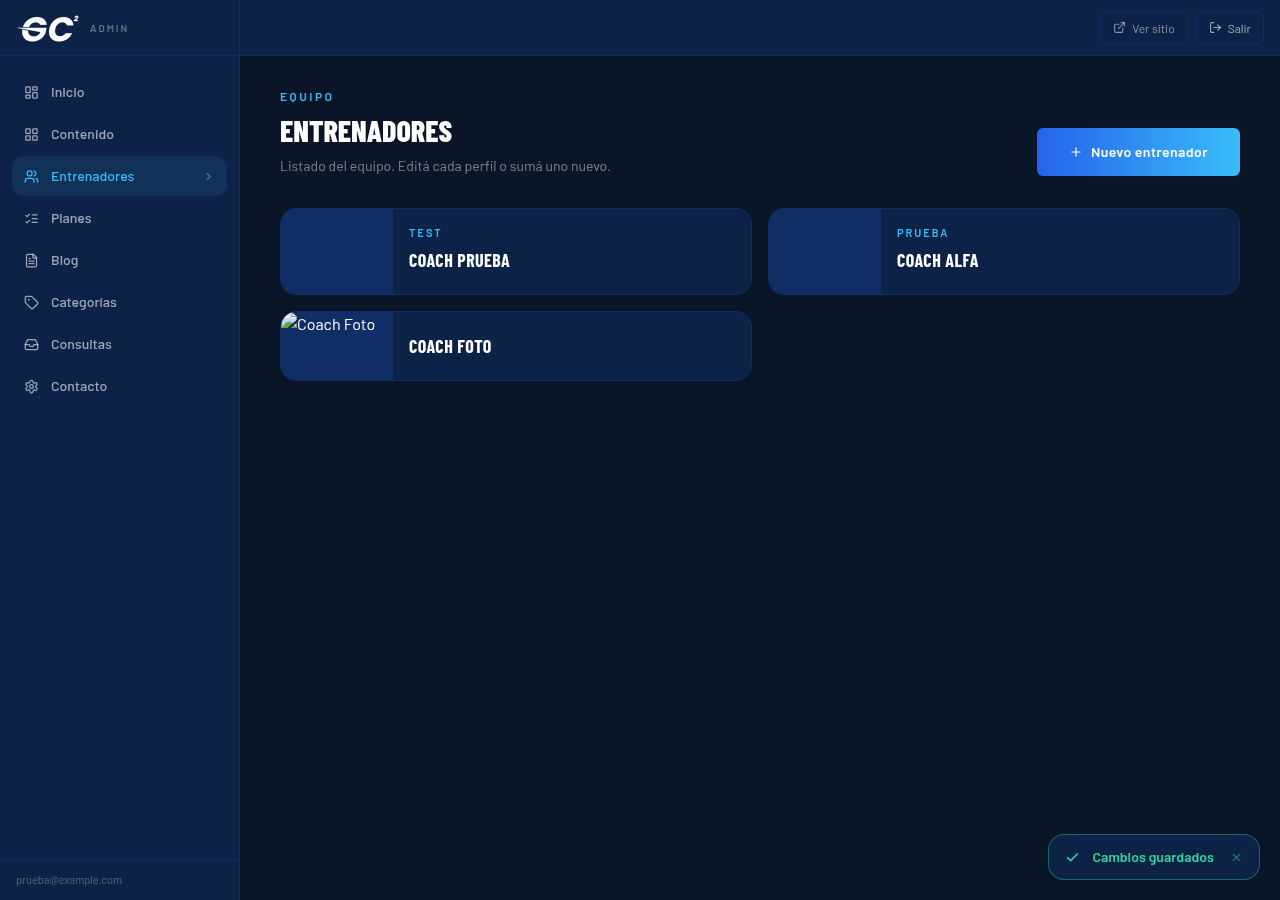 GC²
ADMIN
Ver sitio
Salir
Inicio
Contenido
Entrenadores
Planes
Blog
Categorías
Consultas
Contacto
prueba@example.com
EQUIPO
ENTRENADORES
Listado del equipo. Editá cada perfil o sumá uno nuevo.
Nuevo entrenador
TEST
COACH PRUEBA
PRUEBA
COACH ALFA
Coach Foto
COACH FOTO
Cambios guardados